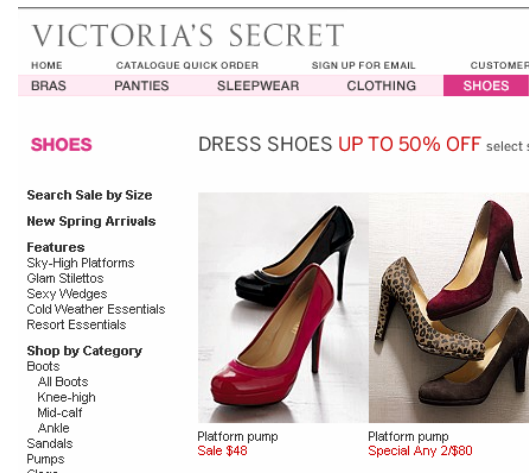 VICTORIA'S SECRET
HOME CATALOGUE QUICK ORDER SIGN UP FOR EMAIL CUSTOMER
BRAS PANTIES SLEEPWEAR CLOTHING SHOES
SHOES
DRESS SHOES UP TO 50% OFF select
Search Sale by Size
New Spring Arrivals
Features
Sky-High Platforms
Glam Stilettos
Sexy Wedges
Cold Weather Essentials
Resort Essentials
Shop by Category
Boots
All Boots
Knee-high
Mid-calf
Ankle
Sandals
Pumps
Platform pump
Sale $48
Platform pump
Special Any 2/$80